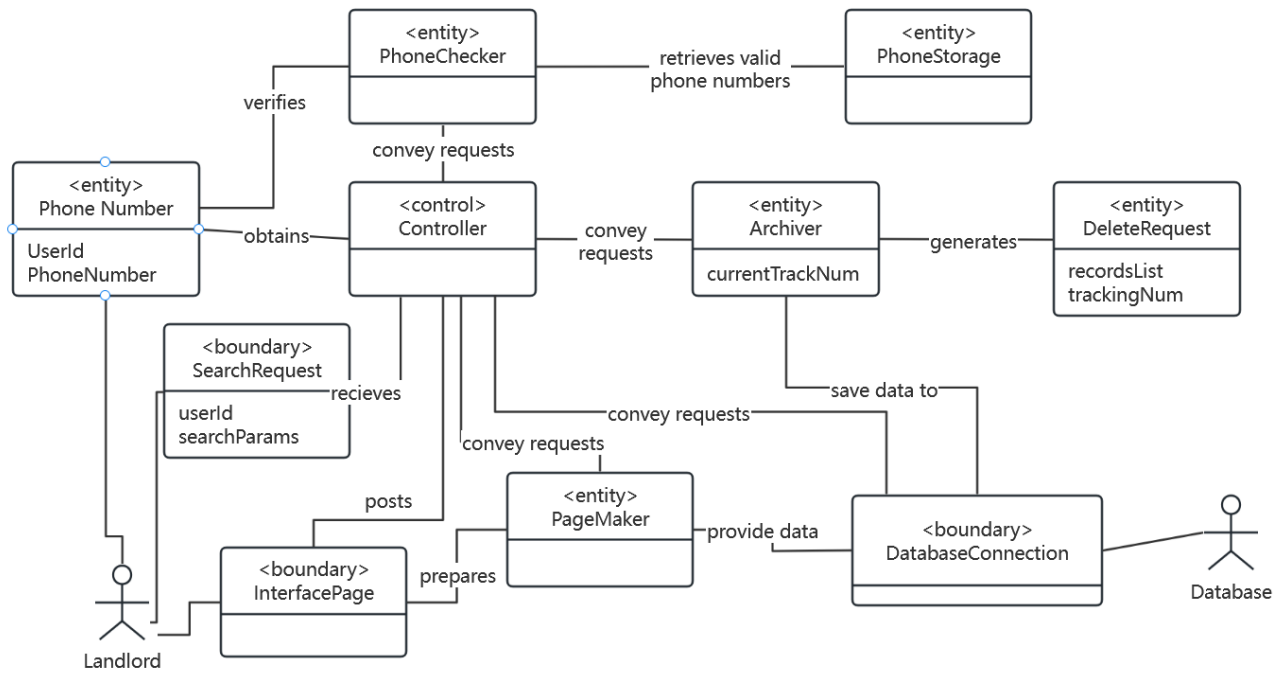 <entity>
PhoneChecker
retrieves valid
phone numbers
<entity>
PhoneStorage
verifies
convey requests
<entity>
Phone Number
UserId
PhoneNumber
obtains
<control>
Controller
convey
requests
<entity>
Archiver
currentTrackNum
generates
<entity>
DeleteRequest
recordsList
trackingNum
<boundary>
SearchRequest
userId
searchParams
recieves
save data to
convey requests
convey requests
posts
<entity>
PageMaker
provide data
<boundary>
DatabaseConnection
Database
<boundary>
InterfacePage
prepares
Landlord